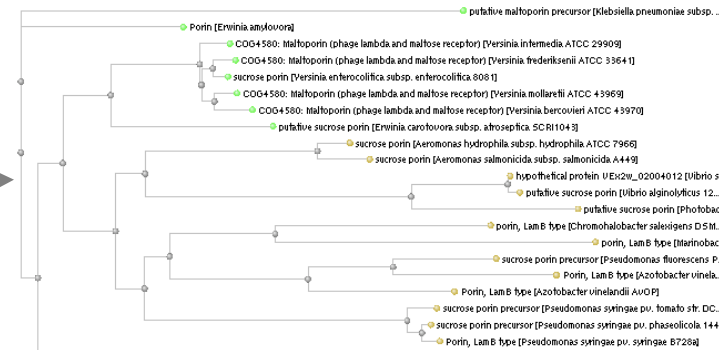 putative maltoporin precursor [Klebsiella pneumoniae subsp. ..
Porin [Erwinia amylovora]
COG4580: Maltoporin (phage lambda and maltose receptor) [Yersinia intermedia ATCC 29909]
COG4580: Maltoporin (phage lambda and maltose receptor) [Yersinia frederiksenii ATCC 33641]
sucrose porin [Yersinia enterocolitica subsp. enterocolitica 8081]
COG4580: Maltoporin (phage lambda and maltose receptor) [Yersinia mollaretii ATCC 43969]
COG4580: Maltoporin (phage lambda and maltose receptor) [Yersinia bercovieri ATCC 43970]
putative sucrose porin [Erwinia carotovora subsp. atroseptica SCRI1043]
sucrose porin [Aeromonas hydrophila subsp. hydrophila ATCC 7966]
sucrose porin [Aeromonas salmonicida subsp. salmonicida A449]
hypothetical protein VEx2w_02004012 [Vibrio s
putative sucrose porin [Vibrio alginolyticus 12...
putative sucrose porin [Photobac
porin, LamB type [Chromohalobacter salexigens DSM..
porin, LamB type [Marinobac
sucrose porin precursor [Pseudomonas fluorescens P.
Porin, LamB type [Azotobacter vinela..
Porin, LamB type [Azotobacter vinelandii AvOP]
sucrose porin precursor [Pseudomonas syringae pv. tomato str. DC..
sucrose porin precursor [Pseudomonas syringae pv. phaseolicola 144
Porin, LamB type [Pseudomonas syringae pv. syringae B728a]